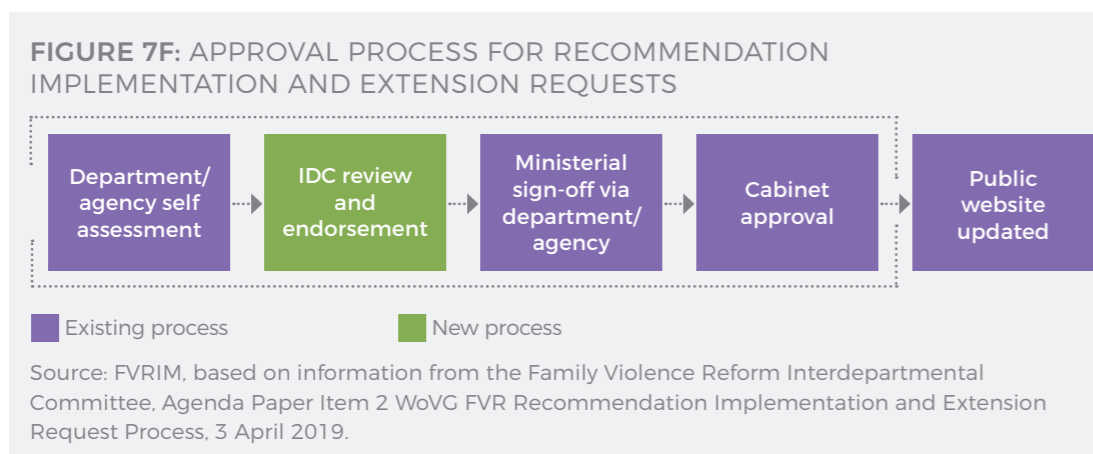 FIGURE 7F: APPROVAL PROCESS FOR RECOMMENDATION
IMPLEMENTATION AND EXTENSION REQUESTS
Department/
agency self
assessment
IDC review
and
endorsement
Ministerial
sign-off via
department/
agency
Cabinet
approval
Public
website
updated
Existing process
New process
Source: FVRIM, based on information from the Family Violence Reform Interdepartmental
Committee, Agenda Paper Item 2 WoVG FVR Recommendation Implementation and Extension
Request Process, 3 April 2019.